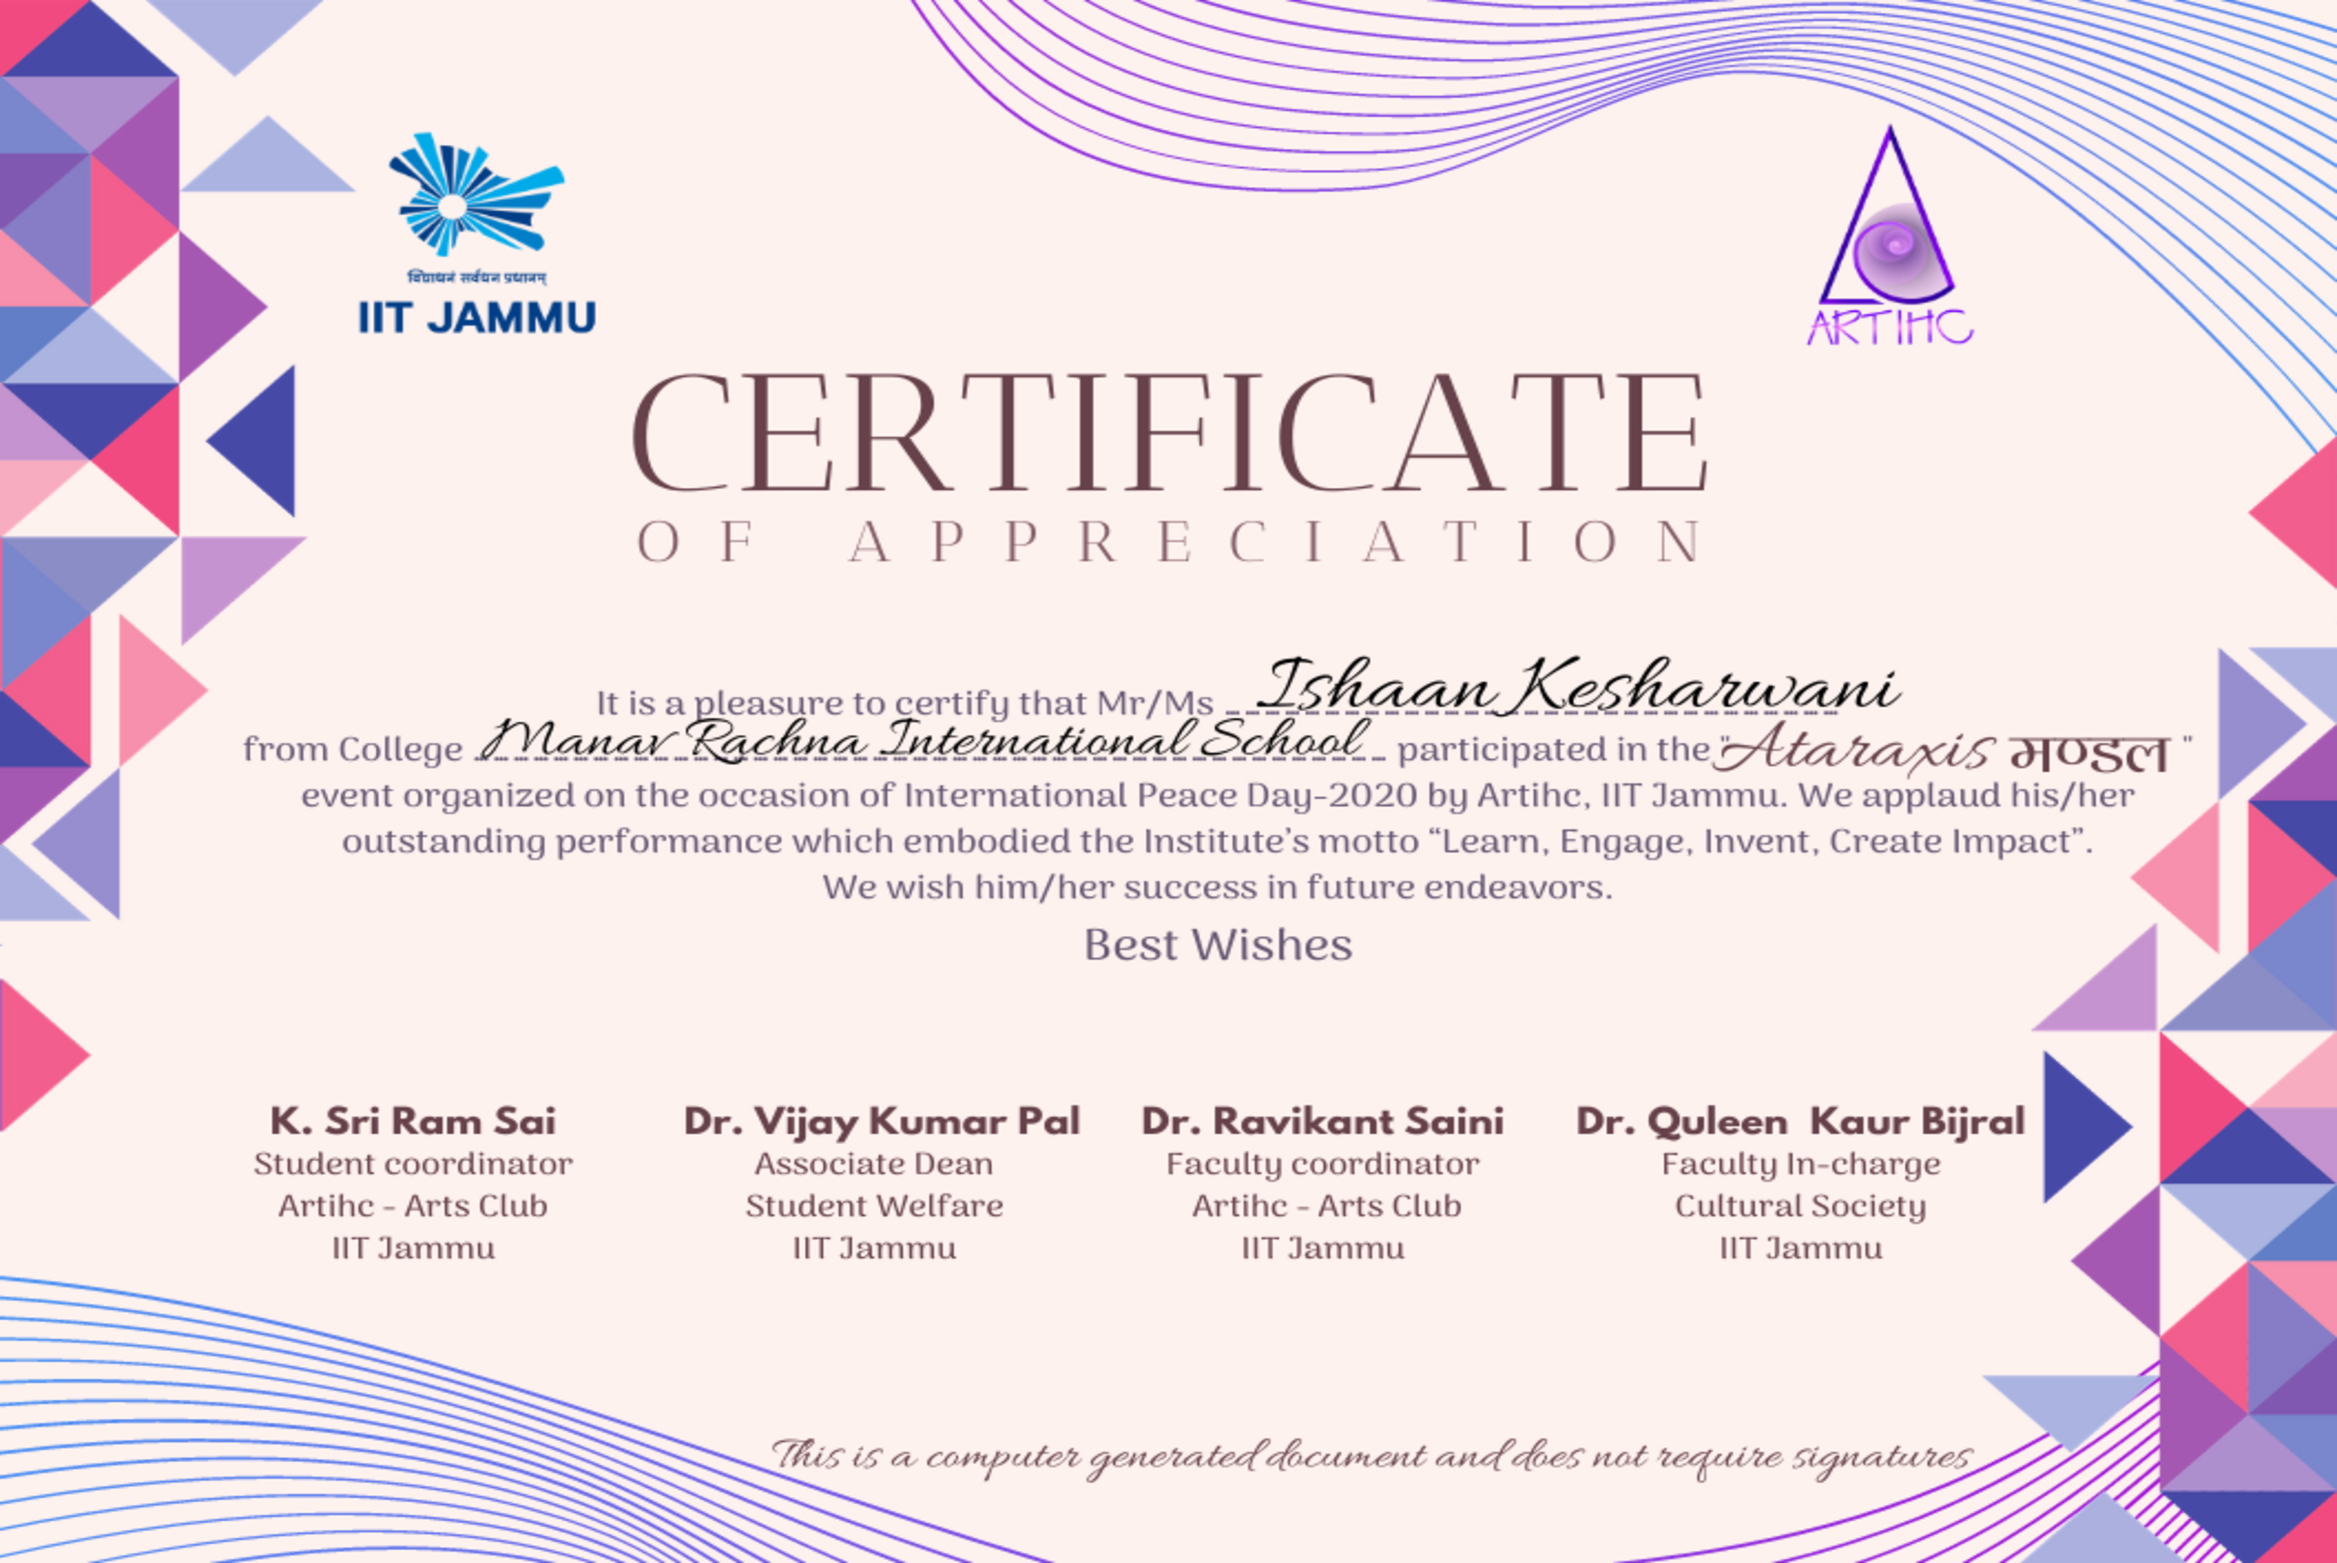 विद्याधनं सर्वधन प्रधानम्
IIT JAMMU
ARTIHC
CERTIFICATE
OF APPRECIATION
It is a pleasure to certify that Mr/Ms Ishaan Kesharwani
from College Manav Rachna International School participated in the "Ataraxis मण्डल "
event organized on the occasion of International Peace Day-2020 by Artihc, IIT Jammu. We applaud his/her
outstanding performance which embodied the Institute’s motto “Learn, Engage, Invent, Create Impact”.
We wish him/her success in future endeavors.
Best Wishes
K. Sri Ram Sai
Student coordinator
Artihc - Arts Club
IIT Jammu
Dr. Vijay Kumar Pal
Associate Dean
Student Welfare
IIT Jammu
Dr. Ravikant Saini
Faculty coordinator
Artihc - Arts Club
IIT Jammu
Dr. Quleen Kaur Bijral
Faculty In-charge
Cultural Society
IIT Jammu
This is a computer generated document and does not require signatures